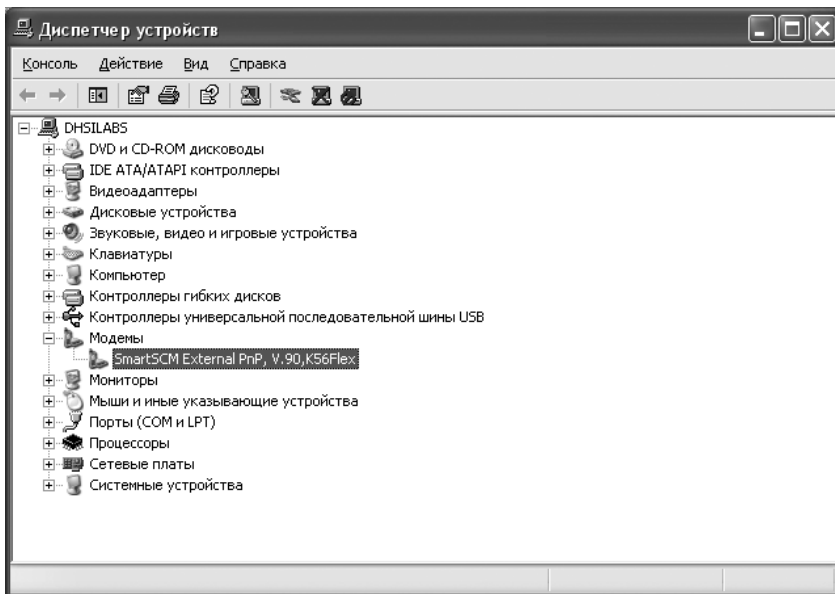 Диспетчер устройств
Консоль Действие Вид Справка
DHSILABS
DVD и CD-ROM дисководы
IDE ATA/ATAPI контроллеры
Видеоадаптеры
Дисковые устройства
Звуковые, видео и игровые устройства
Клавиатуры
Компьютер
Контроллеры гибких дисков
Контроллеры универсальной последовательной шины USB
Модемы
SmartSCM External PnP, V.90,K56Flex
Мониторы
Мыши и иные указывающие устройства
Порты (COM и LPT)
Процессоры
Сетевые платы
Системные устройства